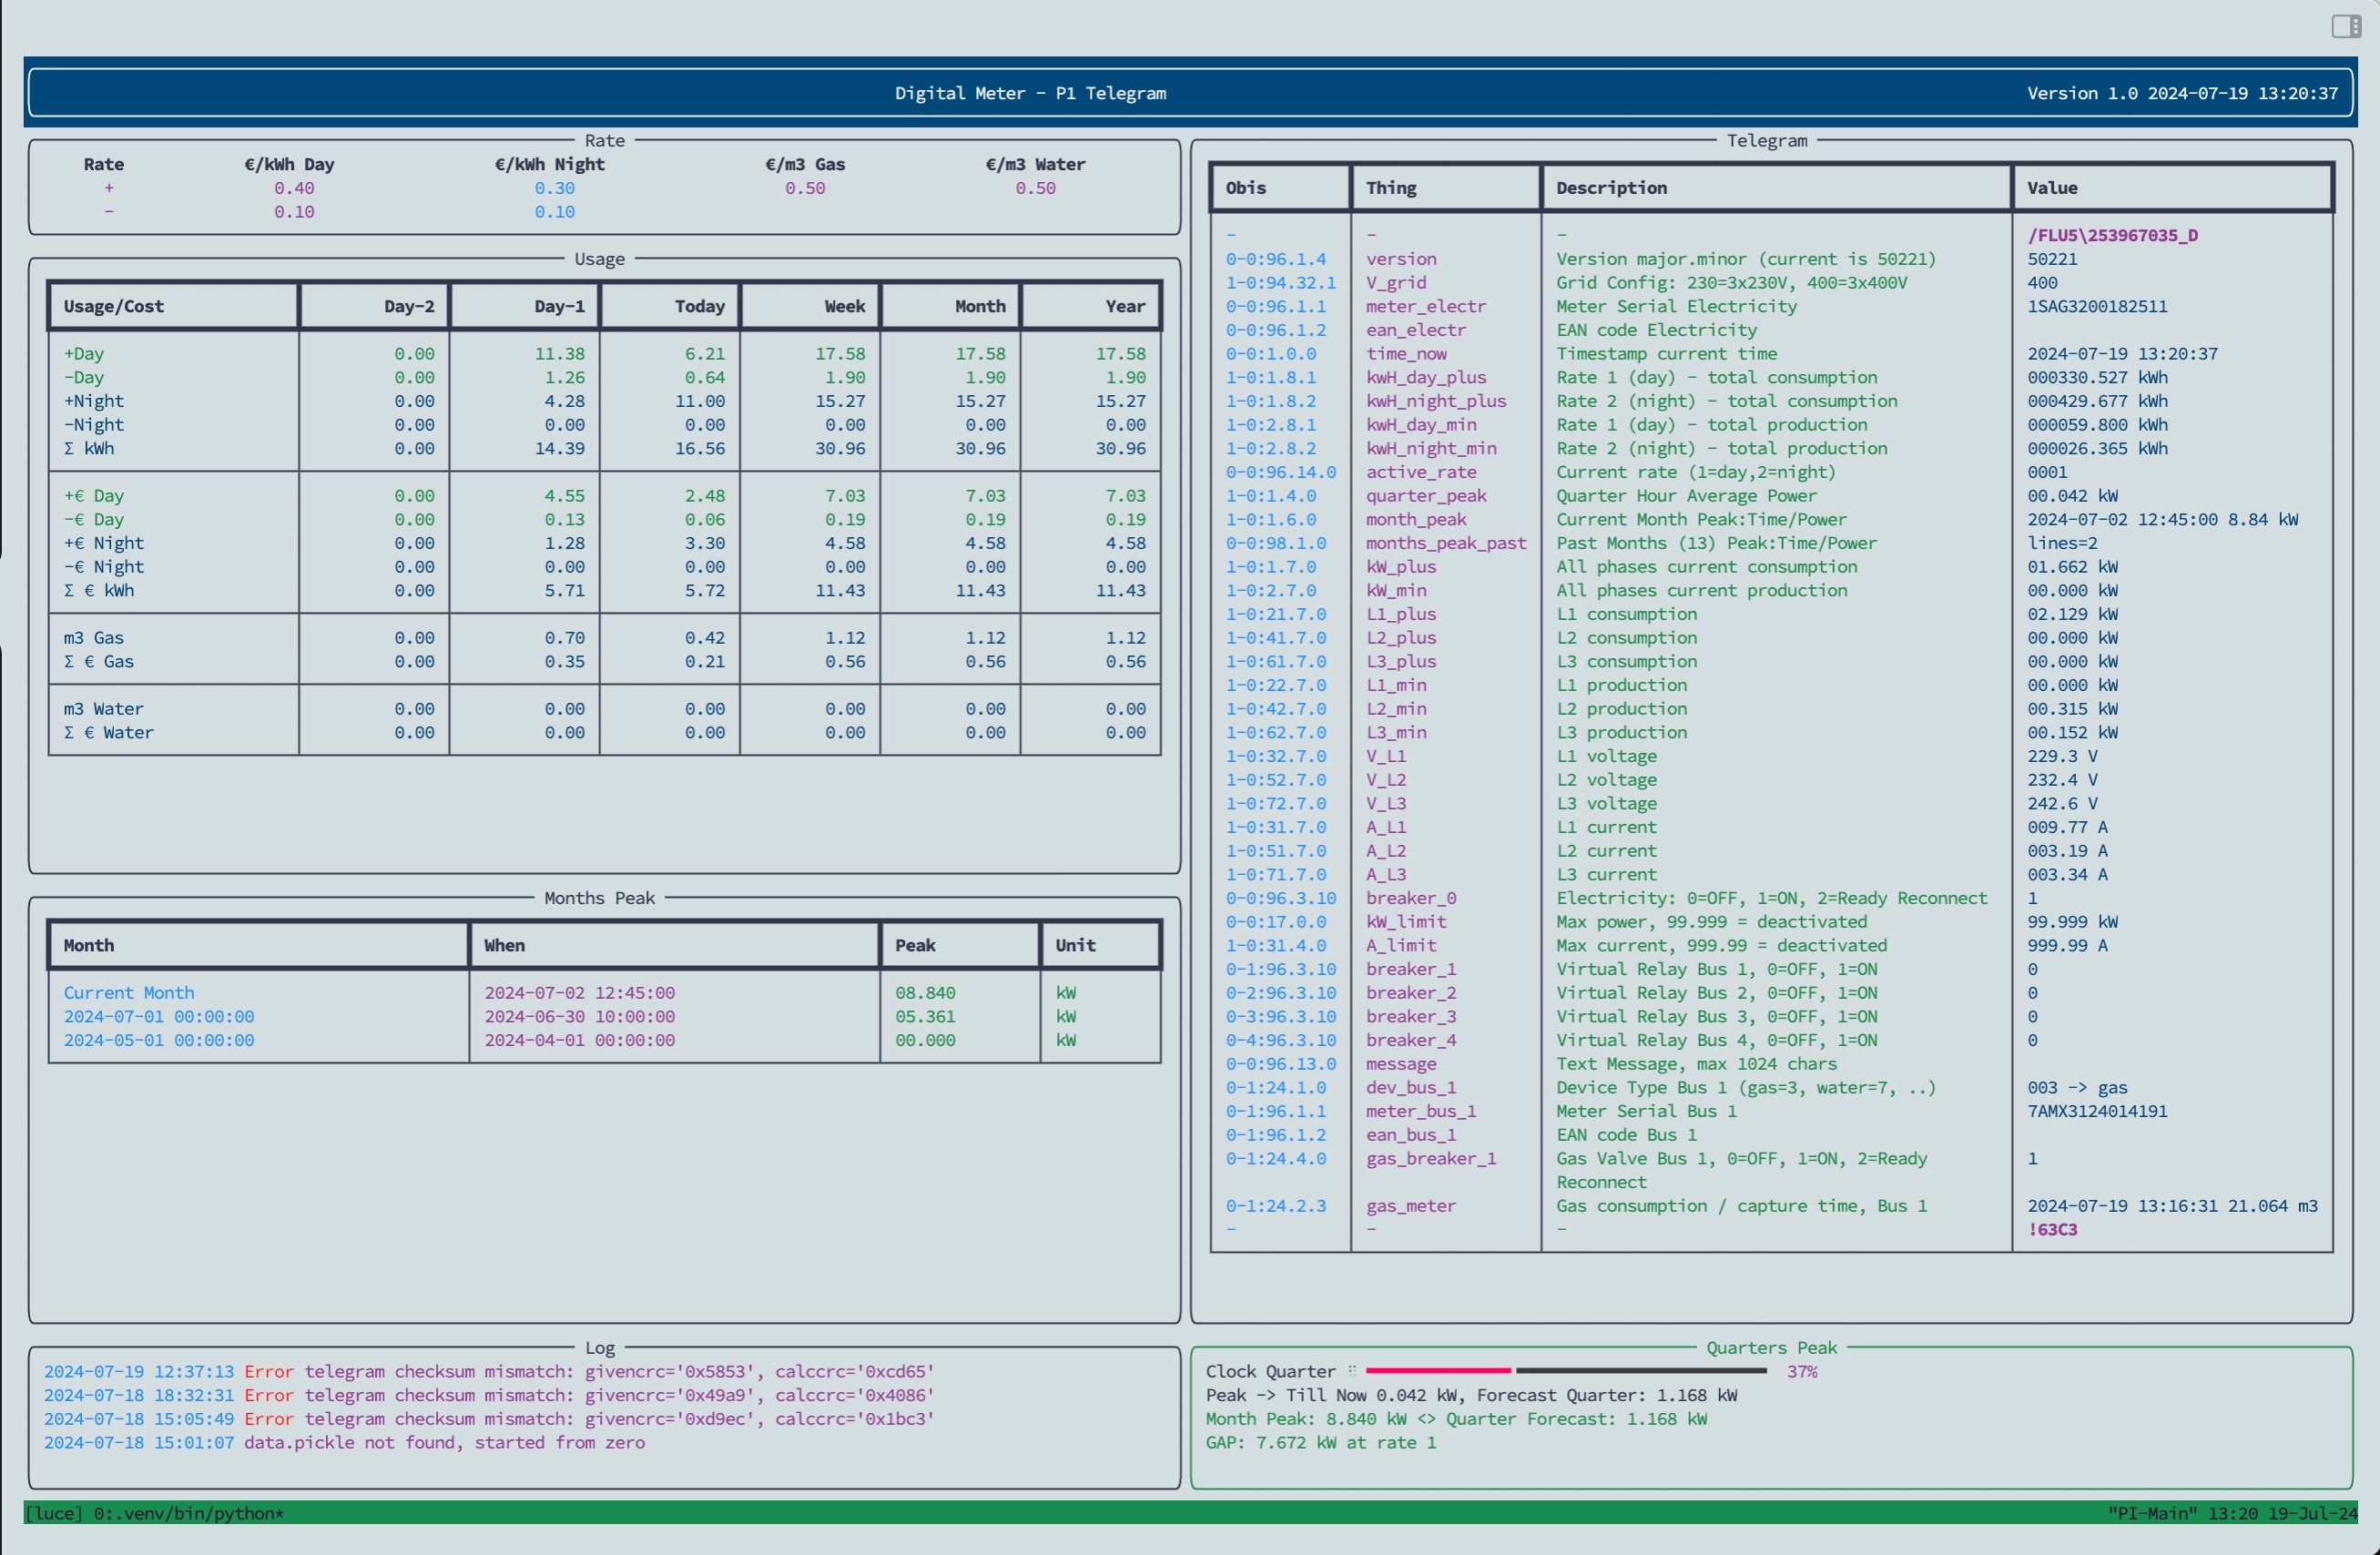 Digital Meter - P1 Telegram
Version 1.0 2024-07-19 13:20:37
Rate
Rate €/kWh Day €/kWh Night €/m3 Gas €/m3 Water
+ 0.40 0.30 0.50 0.50
- 0.10 0.10
Usage
Usage/Cost Day-2 Day-1 Today Week Month Year
+Day 0.00 11.38 6.21 17.58 17.58 17.58
-Day 0.00 1.26 0.64 1.90 1.90 1.90
+Night 0.00 4.28 11.00 15.27 15.27 15.27
-Night 0.00 0.00 0.00 0.00 0.00 0.00
Σ kWh 0.00 14.39 16.56 30.96 30.96 30.96
+€ Day 0.00 4.55 2.48 7.03 7.03 7.03
-€ Day 0.00 0.13 0.06 0.19 0.19 0.19
+€ Night 0.00 1.28 3.30 4.58 4.58 4.58
-€ Night 0.00 0.00 0.00 0.00 0.00 0.00
Σ € kWh 0.00 5.71 5.72 11.43 11.43 11.43
m3 Gas 0.00 0.70 0.42 1.12 1.12 1.12
Σ € Gas 0.00 0.35 0.21 0.56 0.56 0.56
m3 Water 0.00 0.00 0.00 0.00 0.00 0.00
Σ € Water 0.00 0.00 0.00 0.00 0.00 0.00
Months Peak
Month When Peak Unit
Current Month 2024-07-02 12:45:00 08.840 kW
2024-07-01 00:00:00 2024-06-30 10:00:00 05.361 kW
2024-05-01 00:00:00 2024-04-01 00:00:00 00.000 kW
Log
2024-07-19 12:37:13 Error telegram checksum mismatch: givencrc='0x5853', calccrc='0xcd65'
2024-07-18 18:32:31 Error telegram checksum mismatch: givencrc='0x49a9', calccrc='0x4086'
2024-07-18 15:05:49 Error telegram checksum mismatch: givencrc='0xd9ec', calccrc='0x1bc3'
2024-07-18 15:01:07 data.pickle not found, started from zero
Telegram
Obis Thing Description Value
- - - /FLU5\253967035_D
0-0:96.1.4 version Version major.minor (current is 50221) 50221
1-0:94.32.1 V_grid Grid Config: 230=3x230V, 400=3x400V 400
0-0:96.1.1 meter_electr Meter Serial Electricity 1SAG3200182511
0-0:96.1.2 ean_electr EAN code Electricity
0-0:1.0.0 time_now Timestamp current time 2024-07-19 13:20:37
1-0:1.8.1 kwH_day_plus Rate 1 (day) - total consumption 000330.527 kWh
1-0:1.8.2 kwH_night_plus Rate 2 (night) - total consumption 000429.677 kWh
1-0:2.8.1 kwH_day_min Rate 1 (day) - total production 000059.800 kWh
1-0:2.8.2 kwH_night_min Rate 2 (night) - total production 000026.365 kWh
0-0:96.14.0 active_rate Current rate (1=day,2=night) 0001
1-0:1.4.0 quarter_peak Quarter Hour Average Power 00.042 kW
1-0:1.6.0 month_peak Current Month Peak:Time/Power 2024-07-02 12:45:00 8.84 kW
0-0:98.1.0 months_peak_past Past Months (13) Peak:Time/Power lines=2
1-0:1.7.0 kW_plus All phases current consumption 01.662 kW
1-0:2.7.0 kW_min All phases current production 00.000 kW
1-0:21.7.0 L1_plus L1 consumption 02.129 kW
1-0:41.7.0 L2_plus L2 consumption 00.000 kW
1-0:61.7.0 L3_plus L3 consumption 00.000 kW
1-0:22.7.0 L1_min L1 production 00.000 kW
1-0:42.7.0 L2_min L2 production 00.315 kW
1-0:62.7.0 L3_min L3 production 00.152 kW
1-0:32.7.0 V_L1 L1 voltage 229.3 V
1-0:52.7.0 V_L2 L2 voltage 232.4 V
1-0:72.7.0 V_L3 L3 voltage 242.6 V
1-0:31.7.0 A_L1 L1 current 009.77 A
1-0:51.7.0 A_L2 L2 current 003.19 A
1-0:71.7.0 A_L3 L3 current 003.34 A
0-0:96.3.10 breaker_0 Electricity: 0=OFF, 1=ON, 2=Ready Reconnect 1
0-0:17.0.0 kW_limit Max power, 99.999 = deactivated 99.999 kW
1-0:31.4.0 A_limit Max current, 999.99 = deactivated 999.99 A
0-1:96.3.10 breaker_1 Virtual Relay Bus 1, 0=OFF, 1=ON 0
0-2:96.3.10 breaker_2 Virtual Relay Bus 2, 0=OFF, 1=ON 0
0-3:96.3.10 breaker_3 Virtual Relay Bus 3, 0=OFF, 1=ON 0
0-4:96.3.10 breaker_4 Virtual Relay Bus 4, 0=OFF, 1=ON 0
0-0:96.13.0 message Text Message, max 1024 chars
0-1:24.1.0 dev_bus_1 Device Type Bus 1 (gas=3, water=7, ..) 003 -> gas
0-1:96.1.1 meter_bus_1 Meter Serial Bus 1 7AMX3124014191
0-1:96.1.2 ean_bus_1 EAN code Bus 1
0-1:24.4.0 gas_breaker_1 Gas Valve Bus 1, 0=OFF, 1=ON, 2=Ready 1
Reconnect
0-1:24.2.3 gas_meter Gas consumption / capture time, Bus 1 2024-07-19 13:16:31 21.064 m3
- - - !63C3
Quarters Peak
Clock Quarter 37%
Peak -> Till Now 0.042 kW, Forecast Quarter: 1.168 kW
Month Peak: 8.840 kW <> Quarter Forecast: 1.168 kW
GAP: 7.672 kW at rate 1
[luce] 0:.venv/bin/python*
"PI-Main" 13:20 19-Jul-24